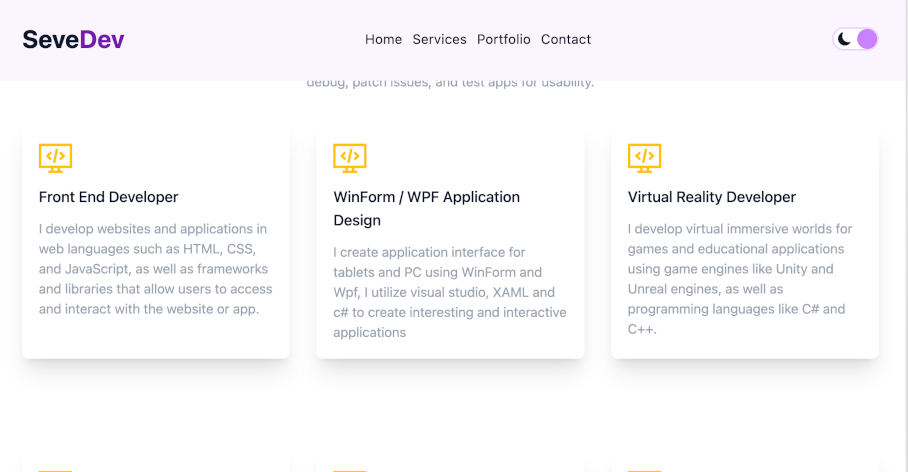 SeveDev
Home Services Portfolio Contact
debug, patch issues, and test apps for usability.
Front End Developer
I develop websites and applications in
web languages such as HTML, CSS,
and JavaScript, as well as frameworks
and libraries that allow users to access
and interact with the website or app.
WinForm / WPF Application
Design
I create application interface for
tablets and PC using WinForm and
Wpf, I utilize visual studio, XAML and
c# to create interesting and interactive
applications
Virtual Reality Developer
I develop virtual immersive worlds for
games and educational applications
using game engines like Unity and
Unreal engines, as well as
programming languages like C# and
C++.